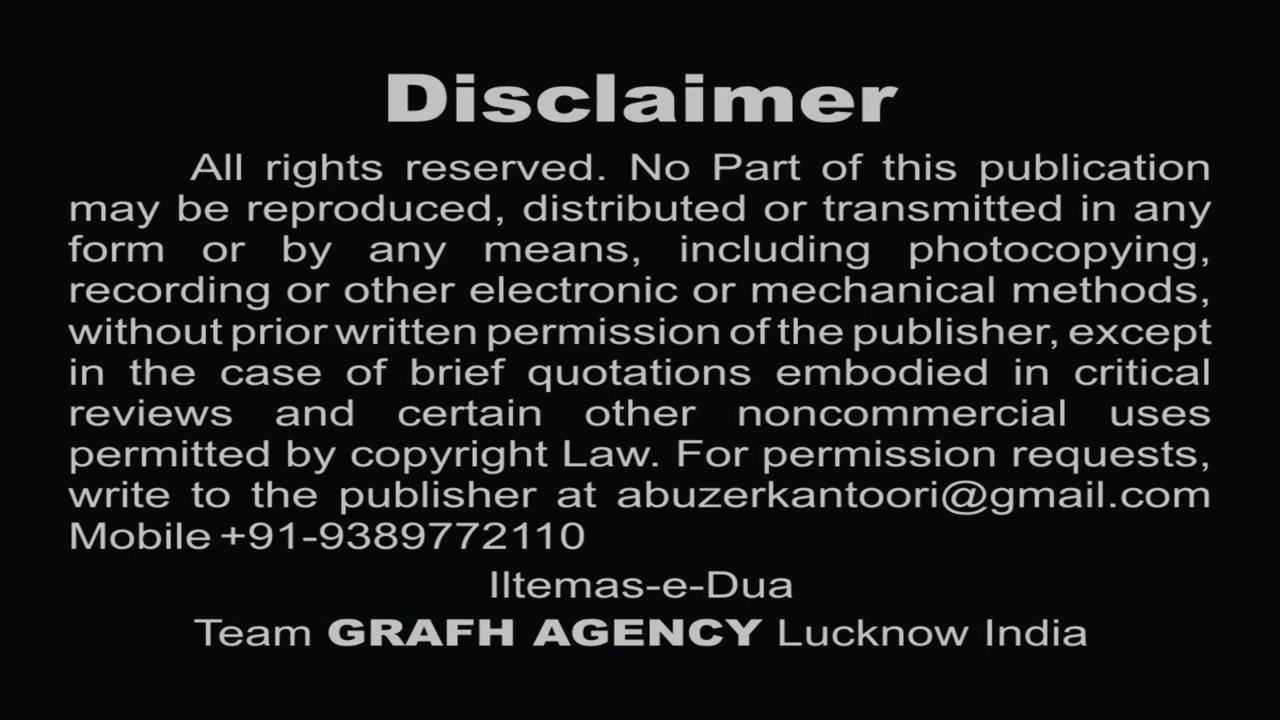 Disclaimer
All rights reserved. No Part of this publication
may be reproduced, distributed or transmitted in any
form or by any means, including photocopying,
recording or other electronic or mechanical methods,
without prior written permission of the publisher, except
in the case of brief quotations embodied in critical
reviews and certain other noncommercial uses
permitted by copyright Law. For permission requests,
write to the publisher at abuzerkantoori@gmail.com
Mobile +91-9389772110
Iltemas-e-Dua
Team GRAFH AGENCY Lucknow India